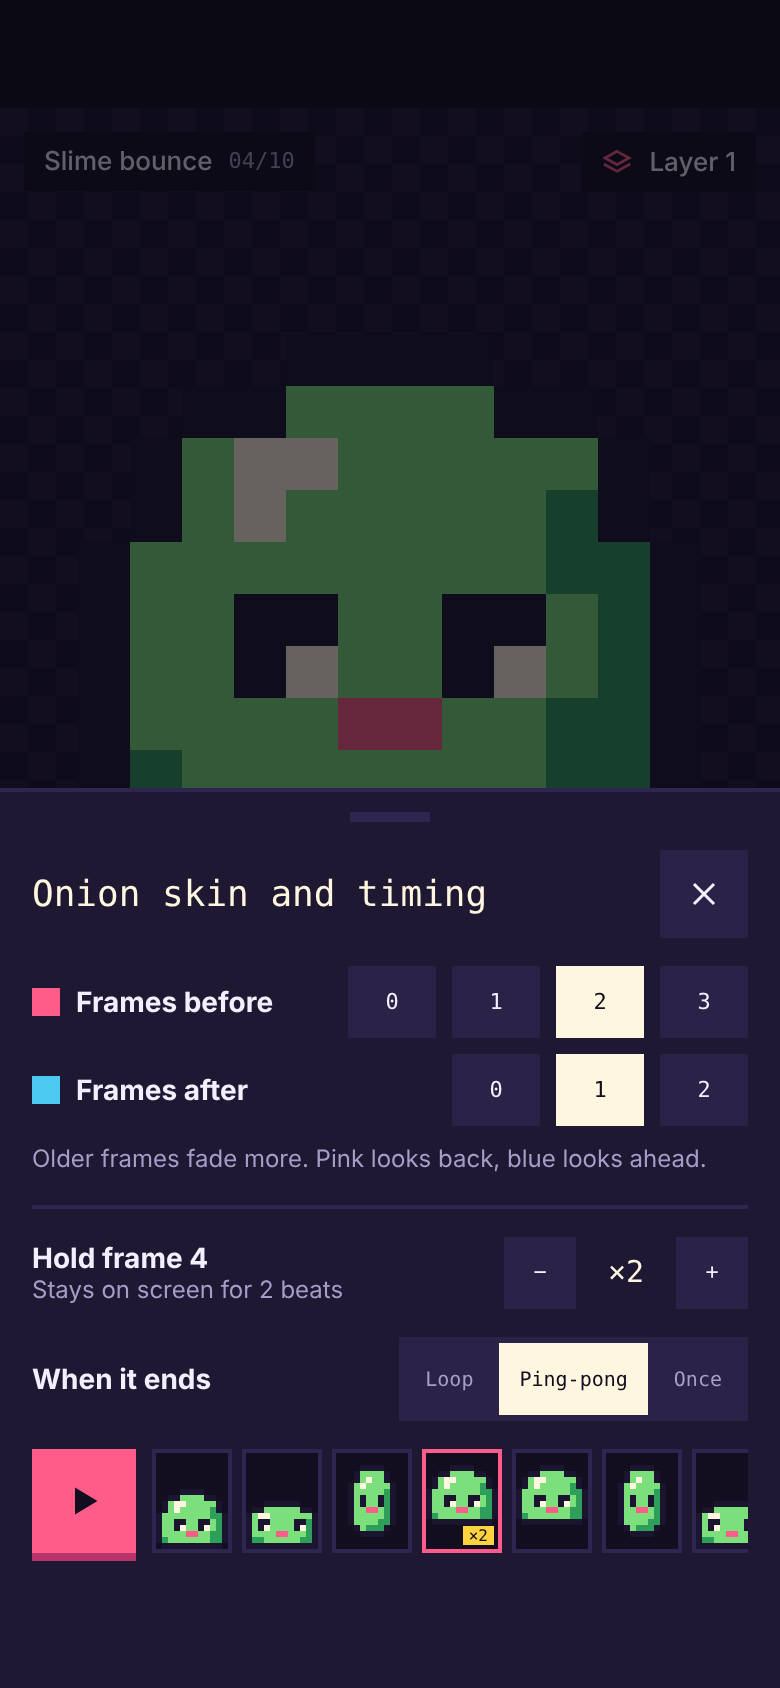 Slime bounce 04/10
Layer 1
Onion skin and timing
Frames before 0 1 2 3
Frames after 0 1 2
Older frames fade more. Pink looks back, blue looks ahead.
Hold frame 4
Stays on screen for 2 beats
− ×2 +
When it ends Loop Ping-pong Once
×2